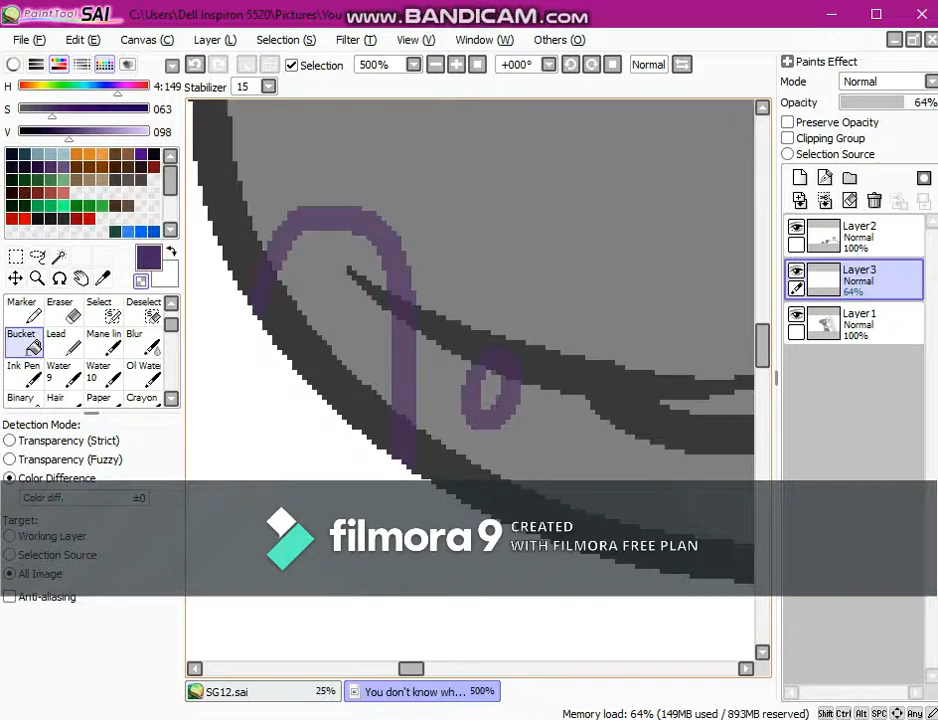 PaintTool SAI C:\Users\Dell Inspiron 5520\Pictures\You
www.BANDICAM.com
File (F) Edit (E) Canvas (C) Layer (L) Selection (S) Filter (T) View (V) Window (W) Others (O)
Selection 500% +000° Normal
Stabilizer 15
H 4:149
S 063
V 098
Marker Eraser Select Deselect
Bucket Lead Mane lin Blur
Ink Pen Water Water Ol Wate
9 10
Binary Hair Paper Crayon
Detection Mode:
Transparency (Strict)
Transparency (Fuzzy)
Color Difference
Color diff. ±0
Target:
Working Layer
Selection Source
All Image
Anti-aliasing
Paints Effect
Mode Normal
Opacity 64%
Preserve Opacity
Clipping Group
Selection Source
Layer2
Normal
100%
Layer3
Normal
64%
Layer1
Normal
100%
filmora9 CREATED
WITH FILMORA FREE PLAN
SG12.sai 25% You don't know wh... 500%
Memory load: 64% (149MB used / 893MB reserved) Shift Ctrl Alt SPC Any